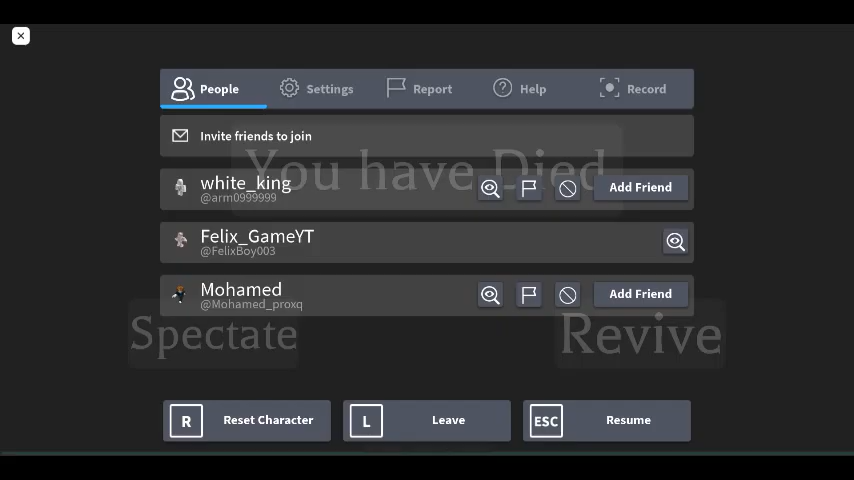 People Settings Report Help Record
Invite friends to join
You have Died
white_king
@arm0999999
Add Friend
Felix_GameYT
@FelixBoy003
Mohamed
@Mohamed_proxq
Add Friend
Spectate Revive
R Reset Character L Leave ESC Resume